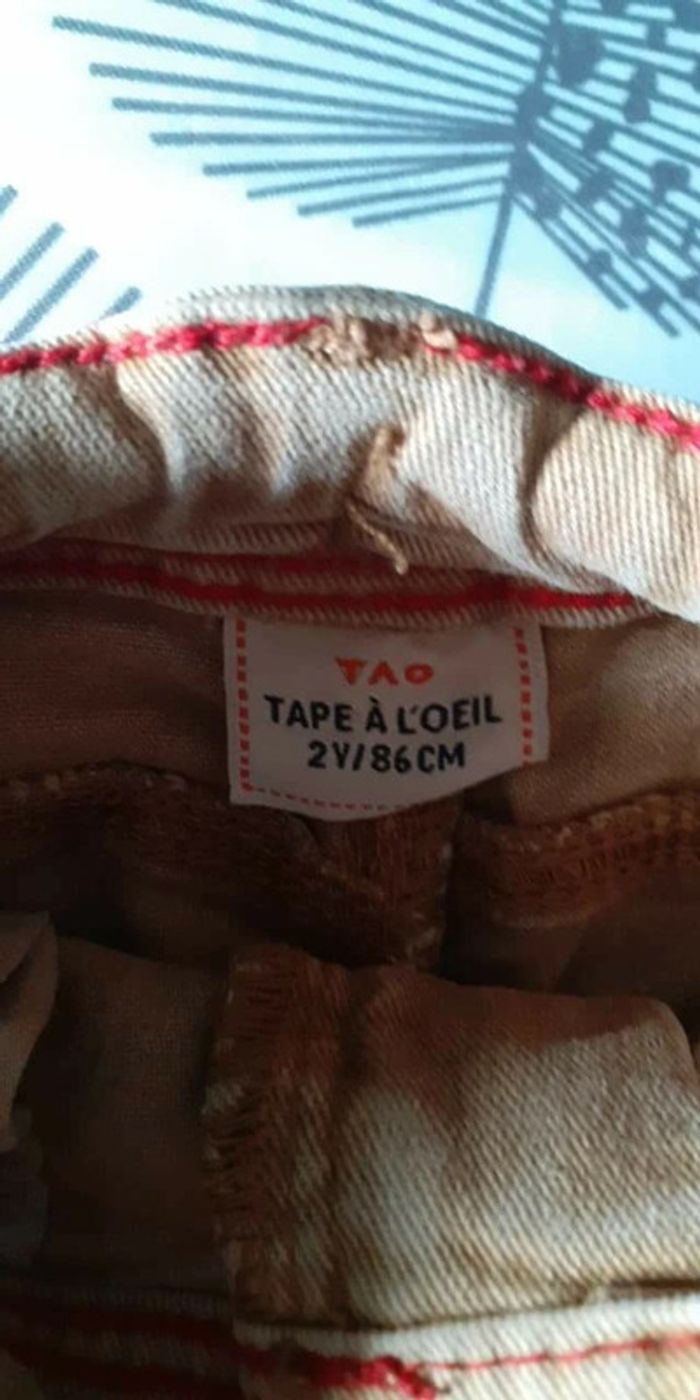 TAO
TAPE À L'OEIL
2Y/86CM